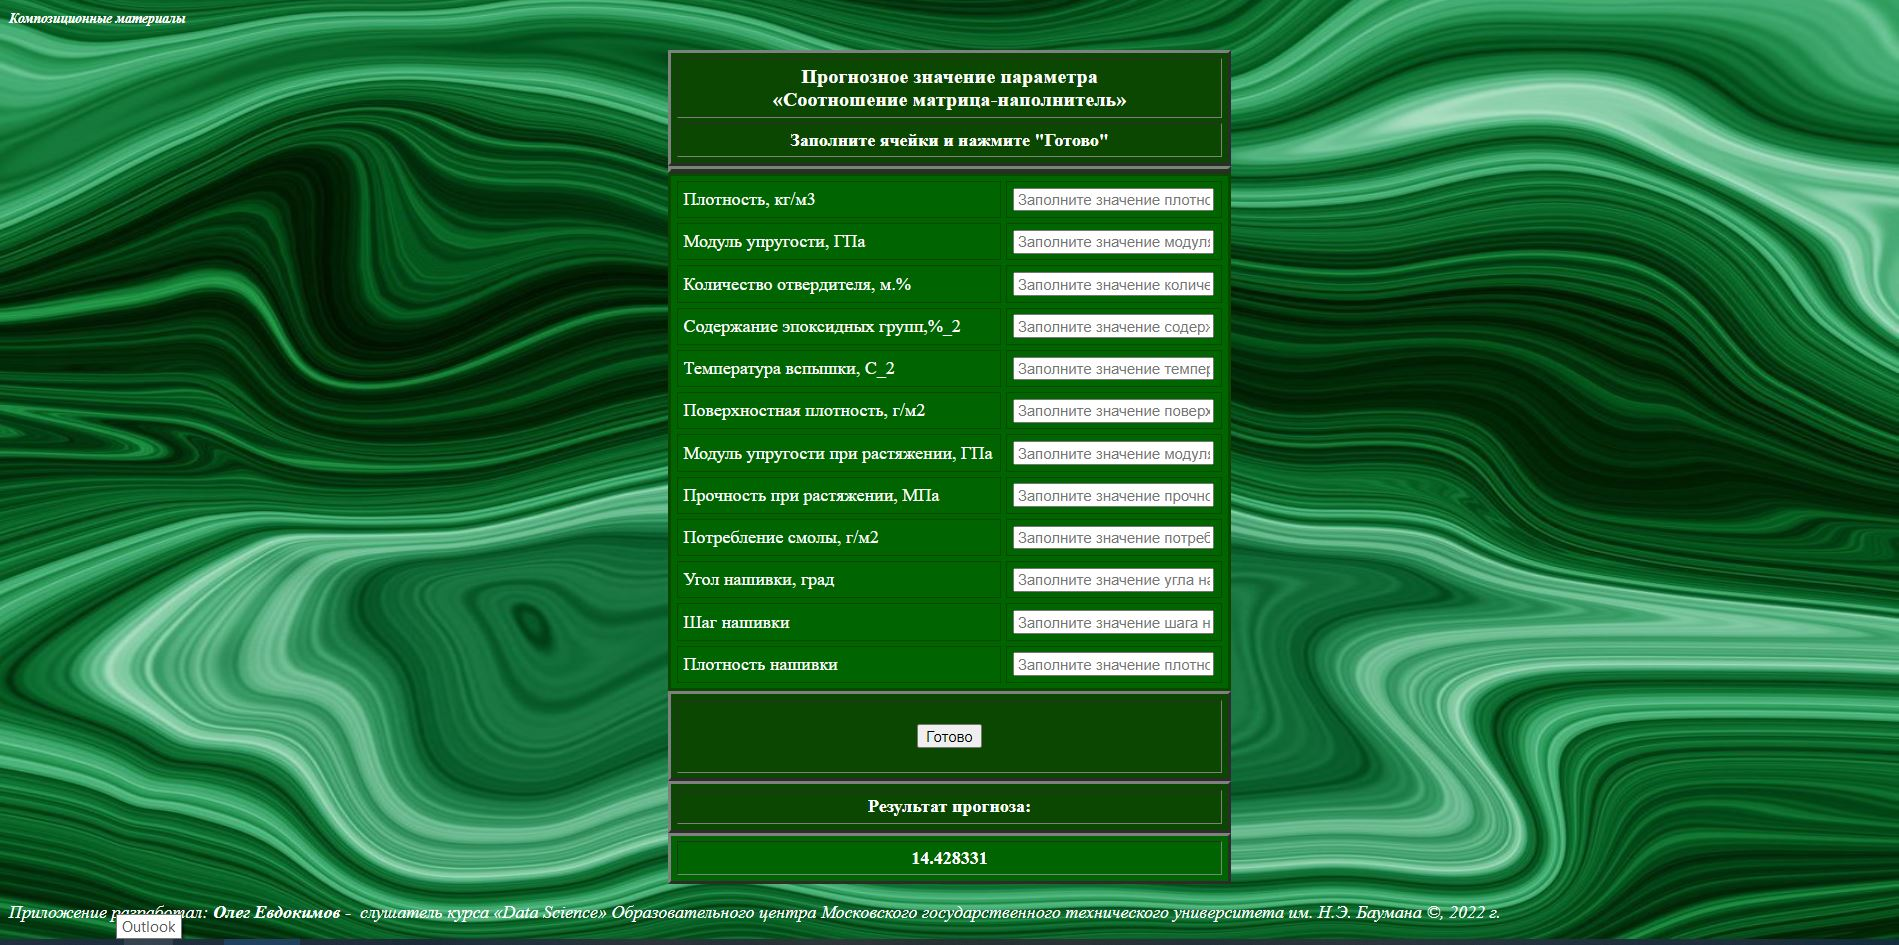 Композиционные материалы
Прогнозное значение параметра
«Соотношение матрица-наполнитель»
Заполните ячейки и нажмите "Готово"
Плотность, кг/м3 Заполните значение плотно
Модуль упругости, ГПа Заполните значение модуля
Количество отвердителя, м.% Заполните значение количе
Содержание эпоксидных групп,%_2 Заполните значение содерж
Температура вспышки, С_2 Заполните значение темпер
Поверхностная плотность, г/м2 Заполните значение поверх
Модуль упругости при растяжении, ГПа Заполните значение модуля
Прочность при растяжении, МПа Заполните значение прочно
Потребление смолы, г/м2 Заполните значение потреб
Угол нашивки, град Заполните значение угла на
Шаг нашивки Заполните значение шага н
Плотность нашивки Заполните значение плотно
Готово
Результат прогноза:
14.428331
Приложение разработал: Олег Евдокимов - слушатель курса «Data Science» Образовательного центра Московского государственного технического университета им. Н.Э. Баумана ©, 2022 г.
Outlook